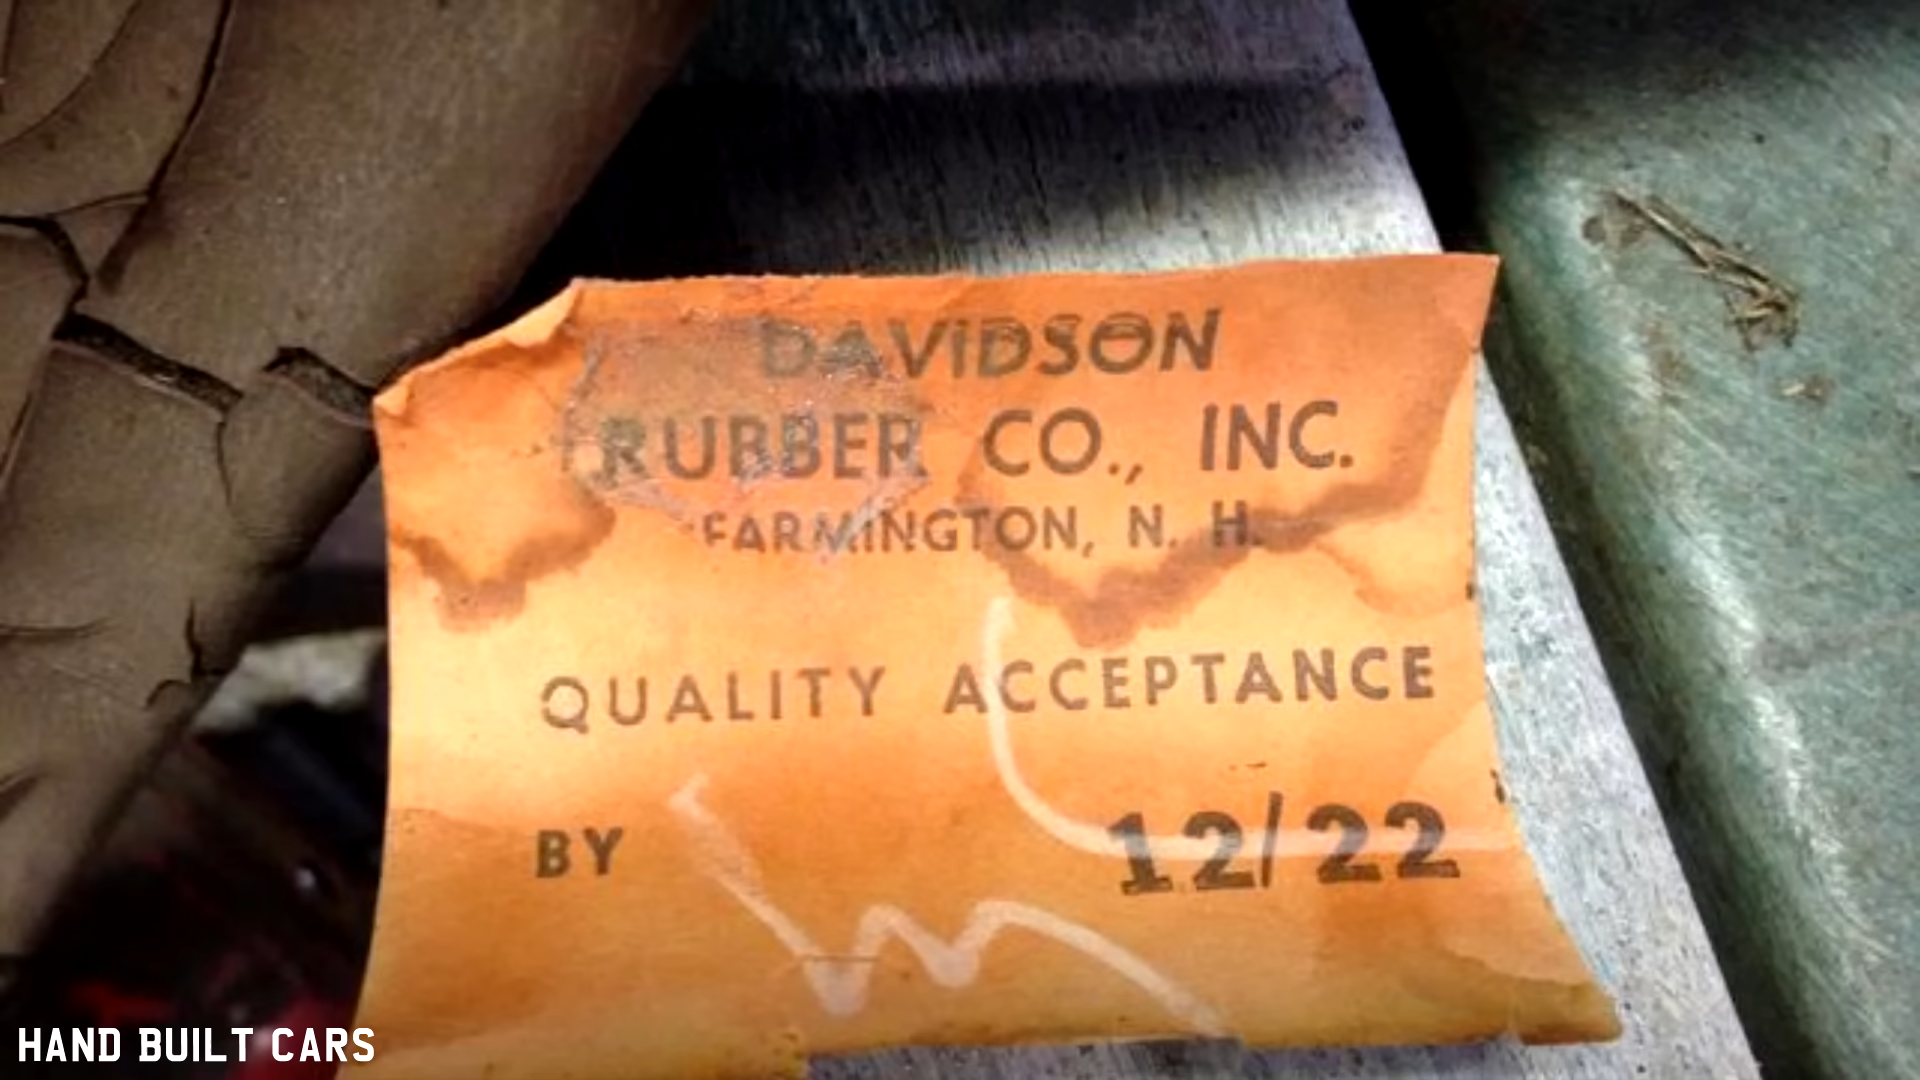 DAVIDSON
RUBBER CO., INC.
FARMINGTON, N. H.
QUALITY ACCEPTANCE
BY 12/22
HAND BUILT CARS